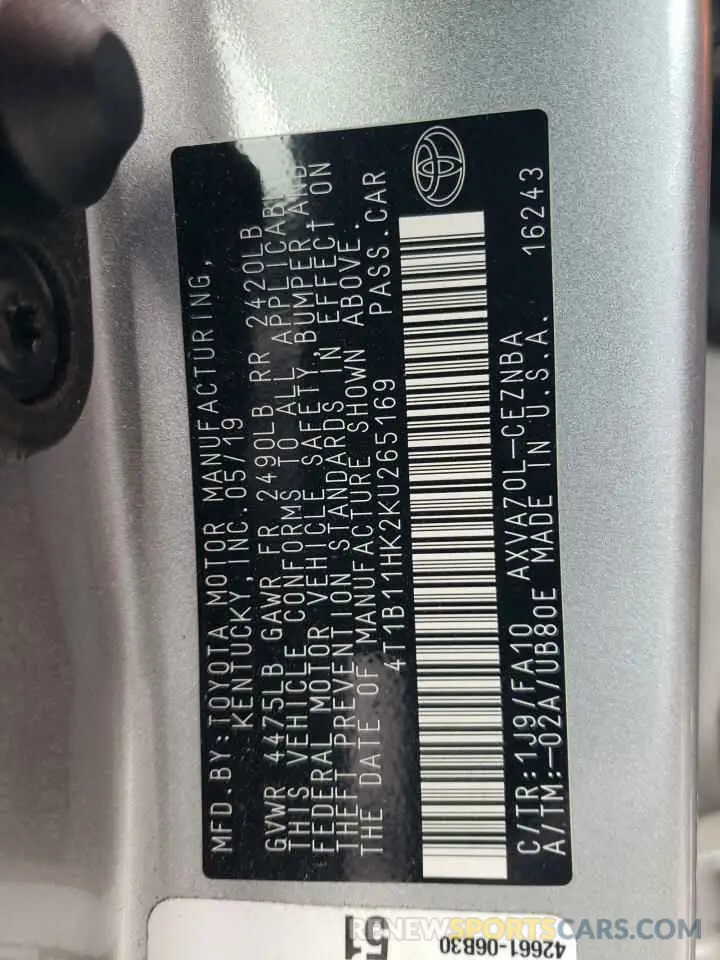 MFD.BY:TOYOTA MOTOR MANUFACTURING,
KENTUCKY,INC.05/19
GVWR 4475LB GAWR FR 2490LB RR 2420LB
THIS VEHICLE CONFORMS TO ALL APPLICABLE
FEDERAL MOTOR VEHICLE SAFETY,BUMPER AND
THEFT PREVENTION STANDARDS IN EFFECT ON
THE DATE OF MANUFACTURE SHOWN ABOVE.
4T1B11HK2KU265169 PASS.CAR
C/TR:1J9/FA10 AXVA70L-CEZNBA
A/TM:-02A/UB80E MADE IN U.S.A. 16243
42661-06B30
RENEWSPORTSCARS.COM